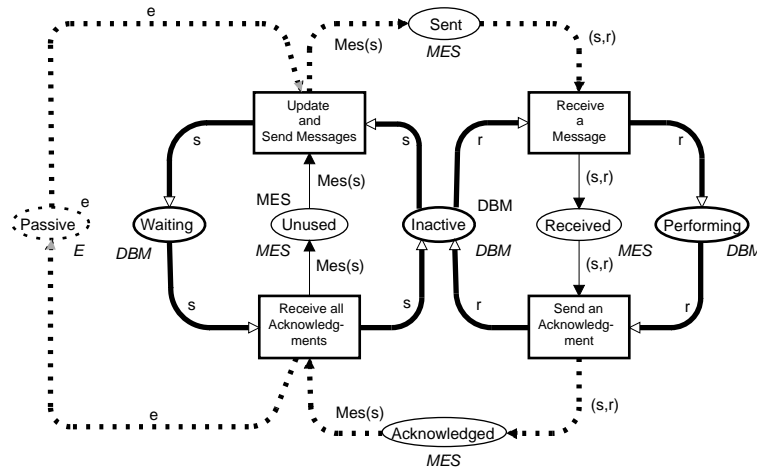 e
Sent
Mes(s)
MES
(s,r)
Update
and
Send Messages
Receive
a
Message
s
s
r
r
Mes(s)
(s,r)
e
MES
DBM
Passive
Waiting
Unused
Inactive
Received
Performing
E
DBM
MES
DBM
MES
DBM
Mes(s)
(s,r)
s
s
r
r
Receive all
Acknowledg-
ments
Send an
Acknowledg-
ment
e
Mes(s)
(s,r)
Acknowledged
MES